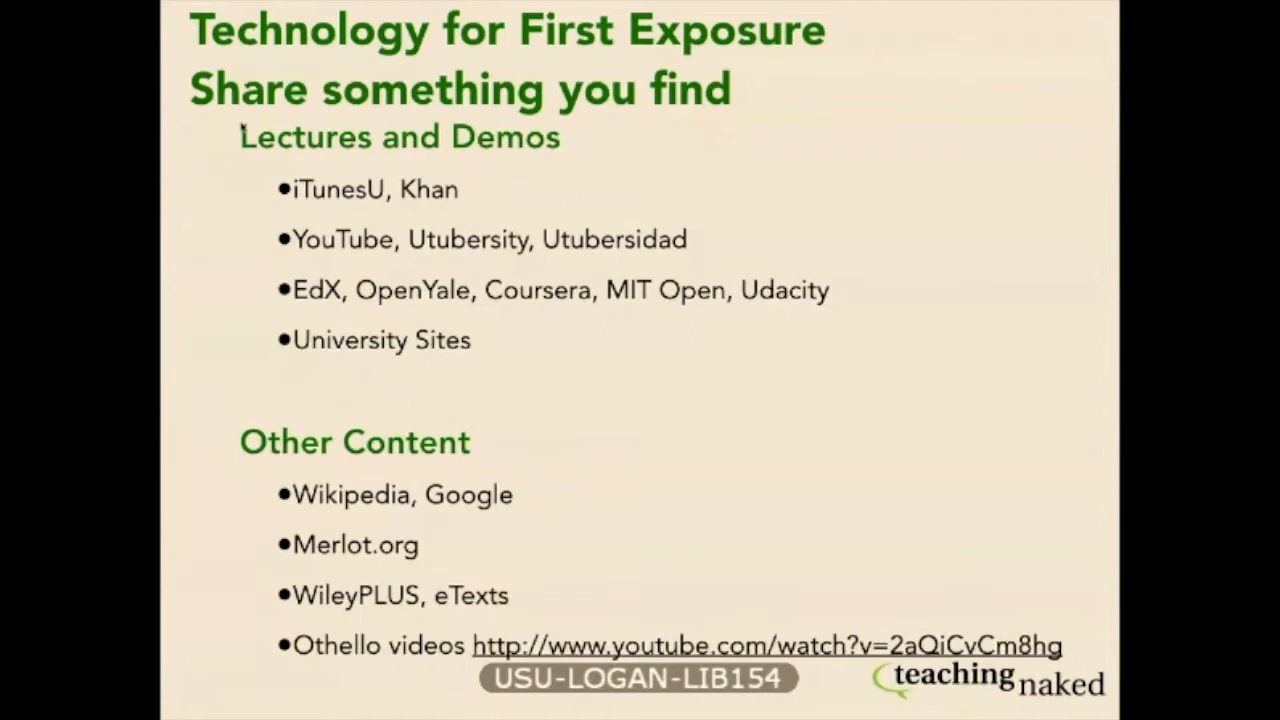 Technology for First Exposure
Share something you find
Lectures and Demos
•iTunesU, Khan
•YouTube, Utubersity, Utubersidad
•EdX, OpenYale, Coursera, MIT Open, Udacity
•University Sites
Other Content
•Wikipedia, Google
•Merlot.org
•WileyPLUS, eTexts
•Othello videos http://www.youtube.com/watch?v=2aQiCvCm8hg
USU-LOGAN-LIB154
teaching naked